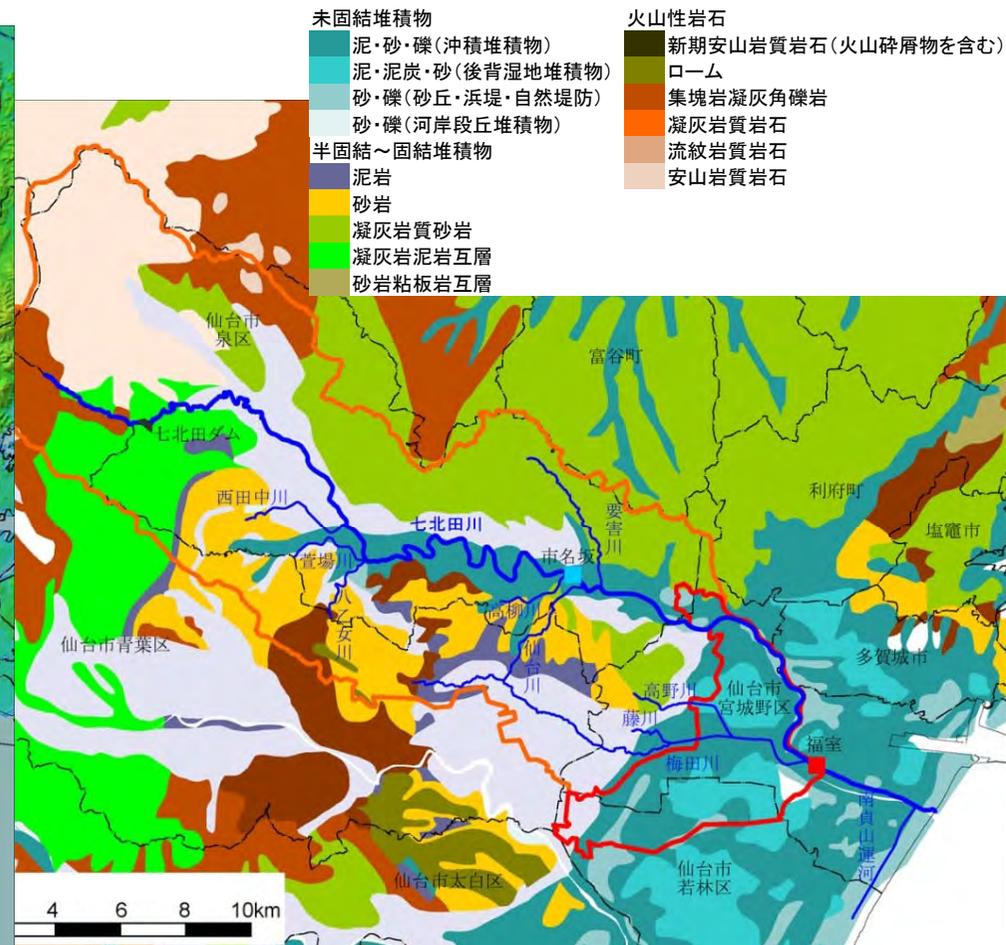 未固結堆積物
泥・砂・礫(沖積堆積物)
泥・泥炭・砂(後背湿地堆積物)
砂・礫(砂丘・浜堤・自然堤防)
砂・礫(河岸段丘堆積物)
半固結～固結堆積物
泥岩
砂岩
凝灰岩質砂岩
凝灰岩泥岩互層
砂岩粘板岩互層
火山性岩石
新期安山岩質岩石(火山砕屑物を含む)
ローム
集塊岩凝灰角礫岩
凝灰岩質岩石
流紋岩質岩石
安山岩質岩石
仙台市
泉区
富谷町
七北田ダム
西田中川
七北田川
要害川
利府町
塩竈市
市名坂
萱場川
高柳川
乙女川
仙台川
仙台市青葉区
多賀城市
高野川
仙台市
宮城野区
藤川
福室
梅田川
南貞山運河
仙台市太白区
仙台市
若林区
4 6 8 10km